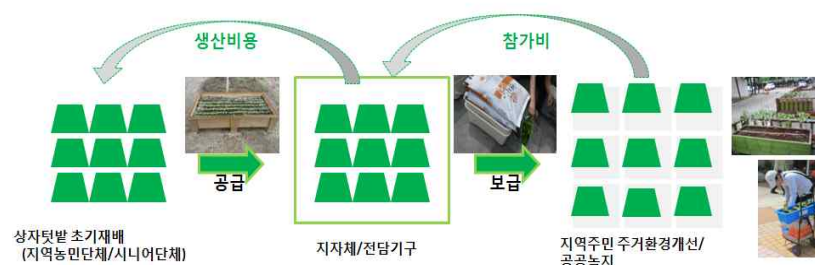 생산비용
참가비
공급
보급
상자텃밭 초기재배
(지역농민단체/시니어단체)
지자체/전담기구
지역주민 주거환경개선/
공공녹지